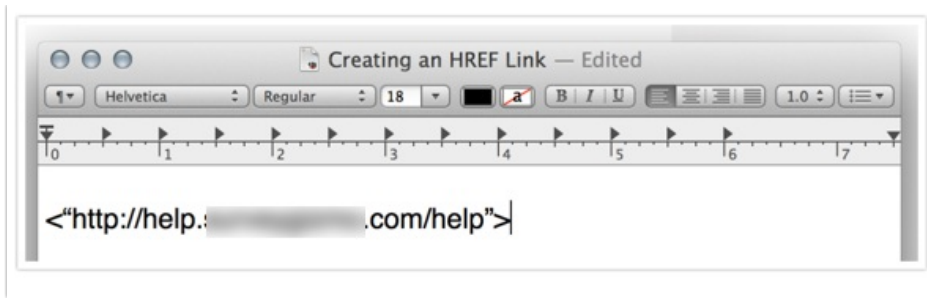 Creating an HREF Link — Edited
¶ Helvetica Regular 18 a B I U 1.0
0 1 2 3 4 5 6 7
<“http://help. .com/help”>